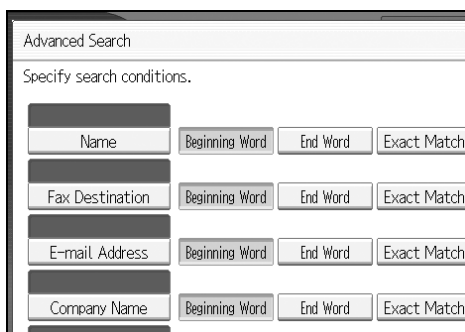 Advanced Search
Specify search conditions.
Name Beginning Word End Word Exact Match
Fax Destination Beginning Word End Word Exact Match
E-mail Address Beginning Word End Word Exact Match
Company Name Beginning Word End Word Exact Match